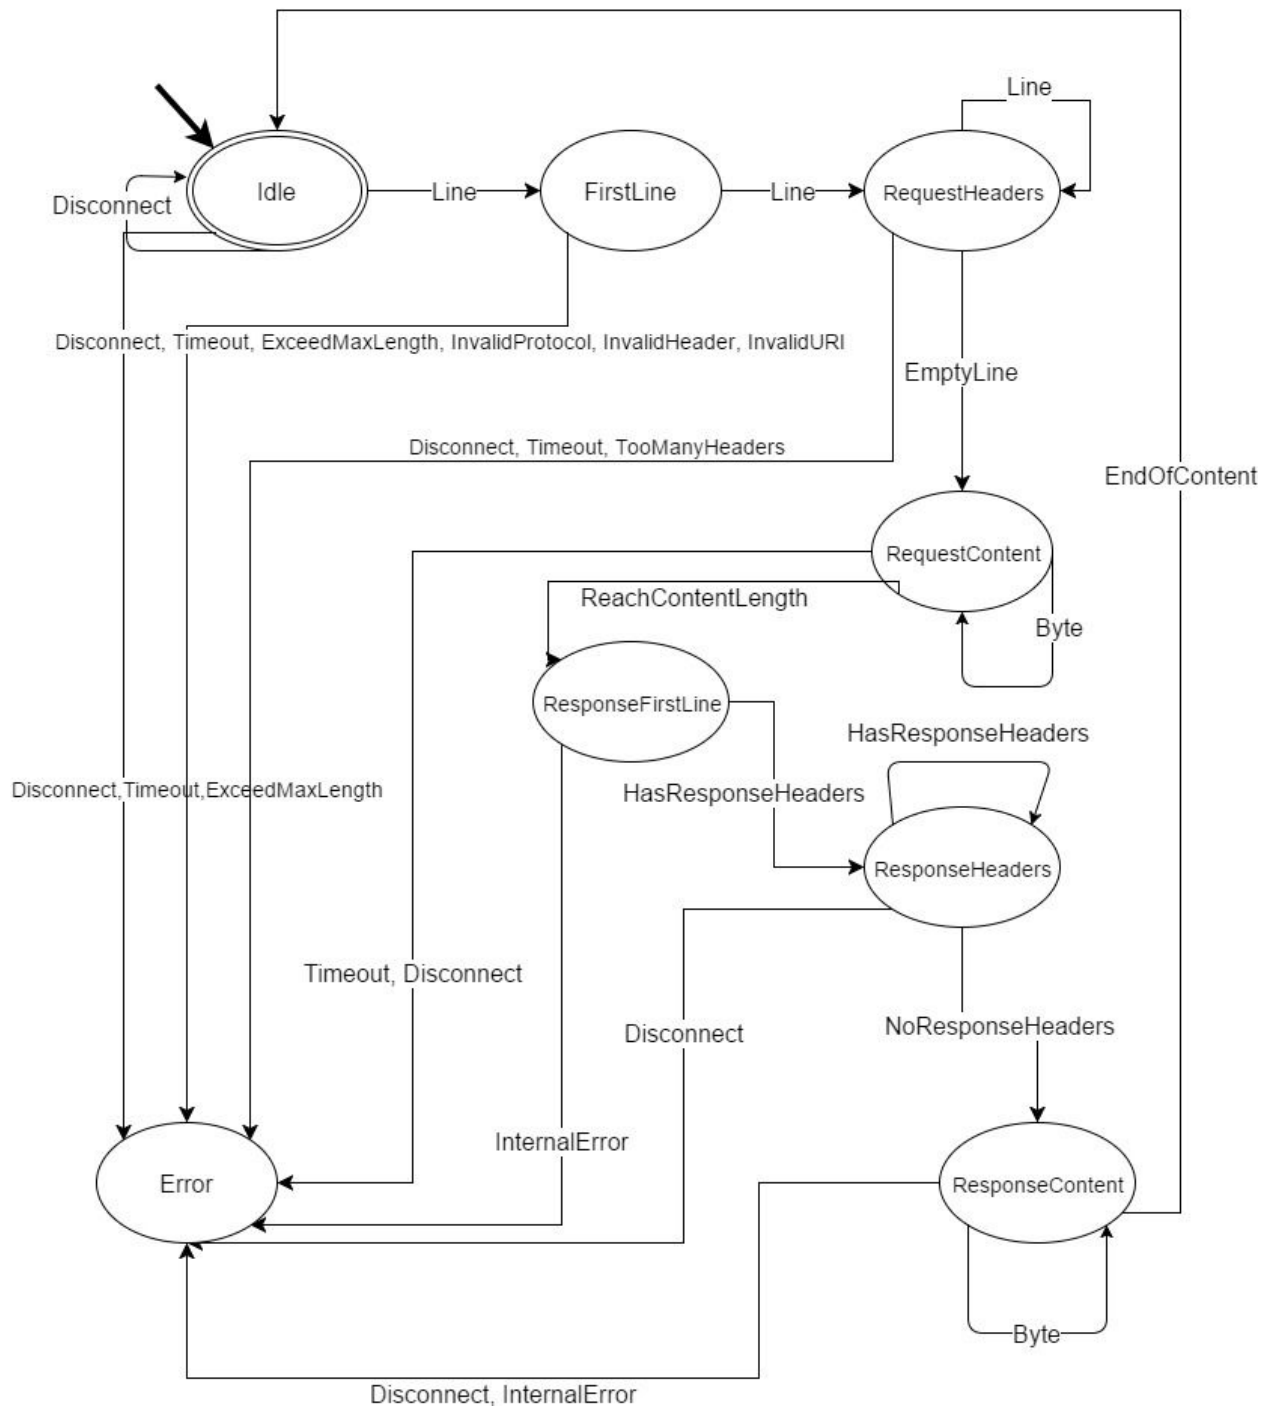 Line
Disconnect
Idle
Line
FirstLine
Line
RequestHeaders
Disconnect, Timeout, ExceedMaxLength, InvalidProtocol, InvalidHeader, InvalidURI
EmptyLine
Disconnect, Timeout, TooManyHeaders
EndOfContent
RequestContent
ReachContentLength
Byte
ResponseFirstLine
HasResponseHeaders
Disconnect,Timeout,ExceedMaxLength
HasResponseHeaders
ResponseHeaders
Timeout, Disconnect
Disconnect
NoResponseHeaders
InternalError
Error
ResponseContent
Byte
Disconnect, InternalError